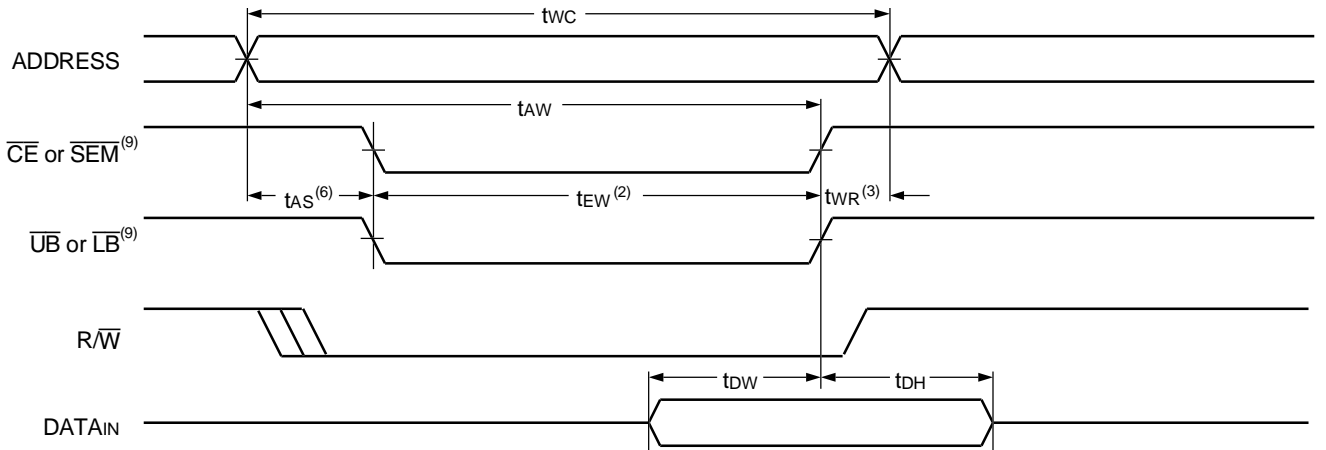 tWC
ADDRESS
tAW
CE or SEM(9)
tAS(6)
tEW(2)
tWR(3)
UB or LB(9)
R/W
tDW
tDH
DATAIN